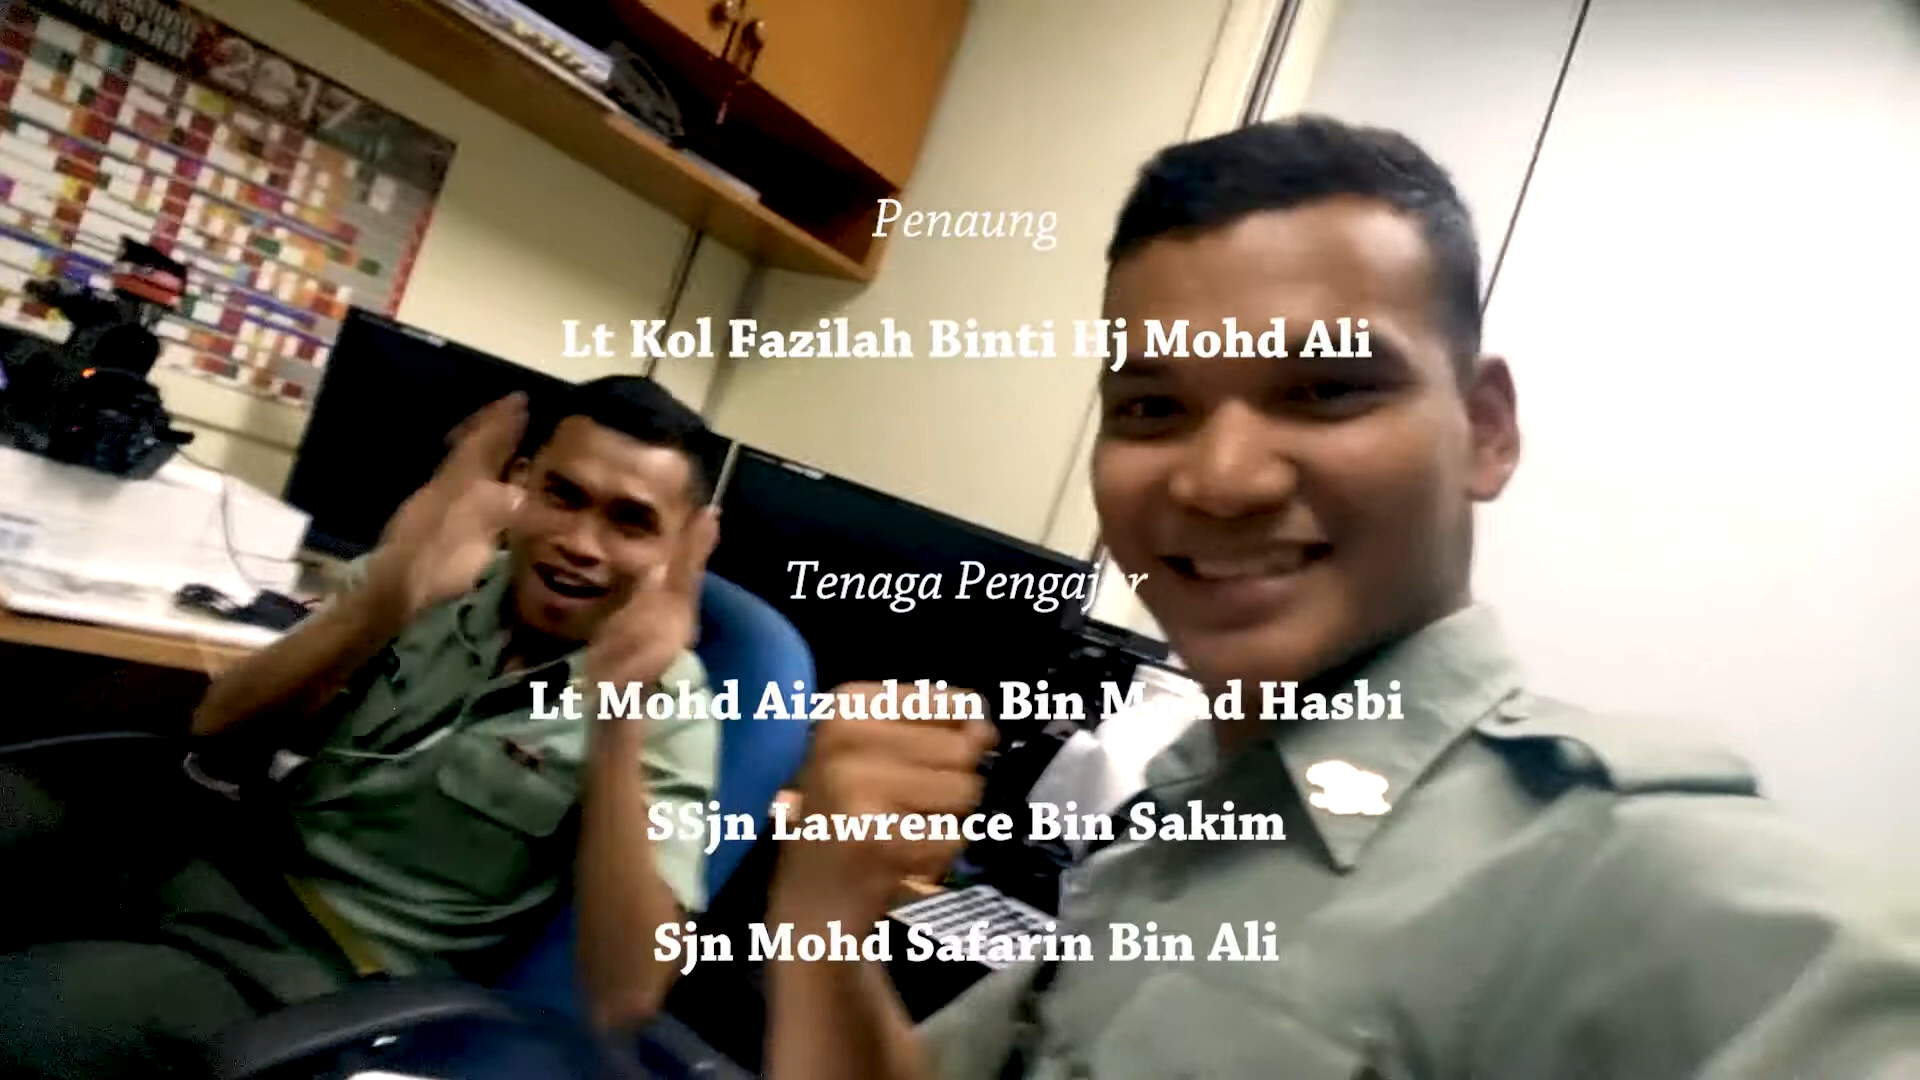 2017
Penaung
Lt Kol Fazilah Binti Hj Mohd Ali
Tenaga Pengajar
Lt Mohd Aizuddin Bin Mohd Hasbi
SSjn Lawrence Bin Sakim
Sjn Mohd Safarin Bin Ali